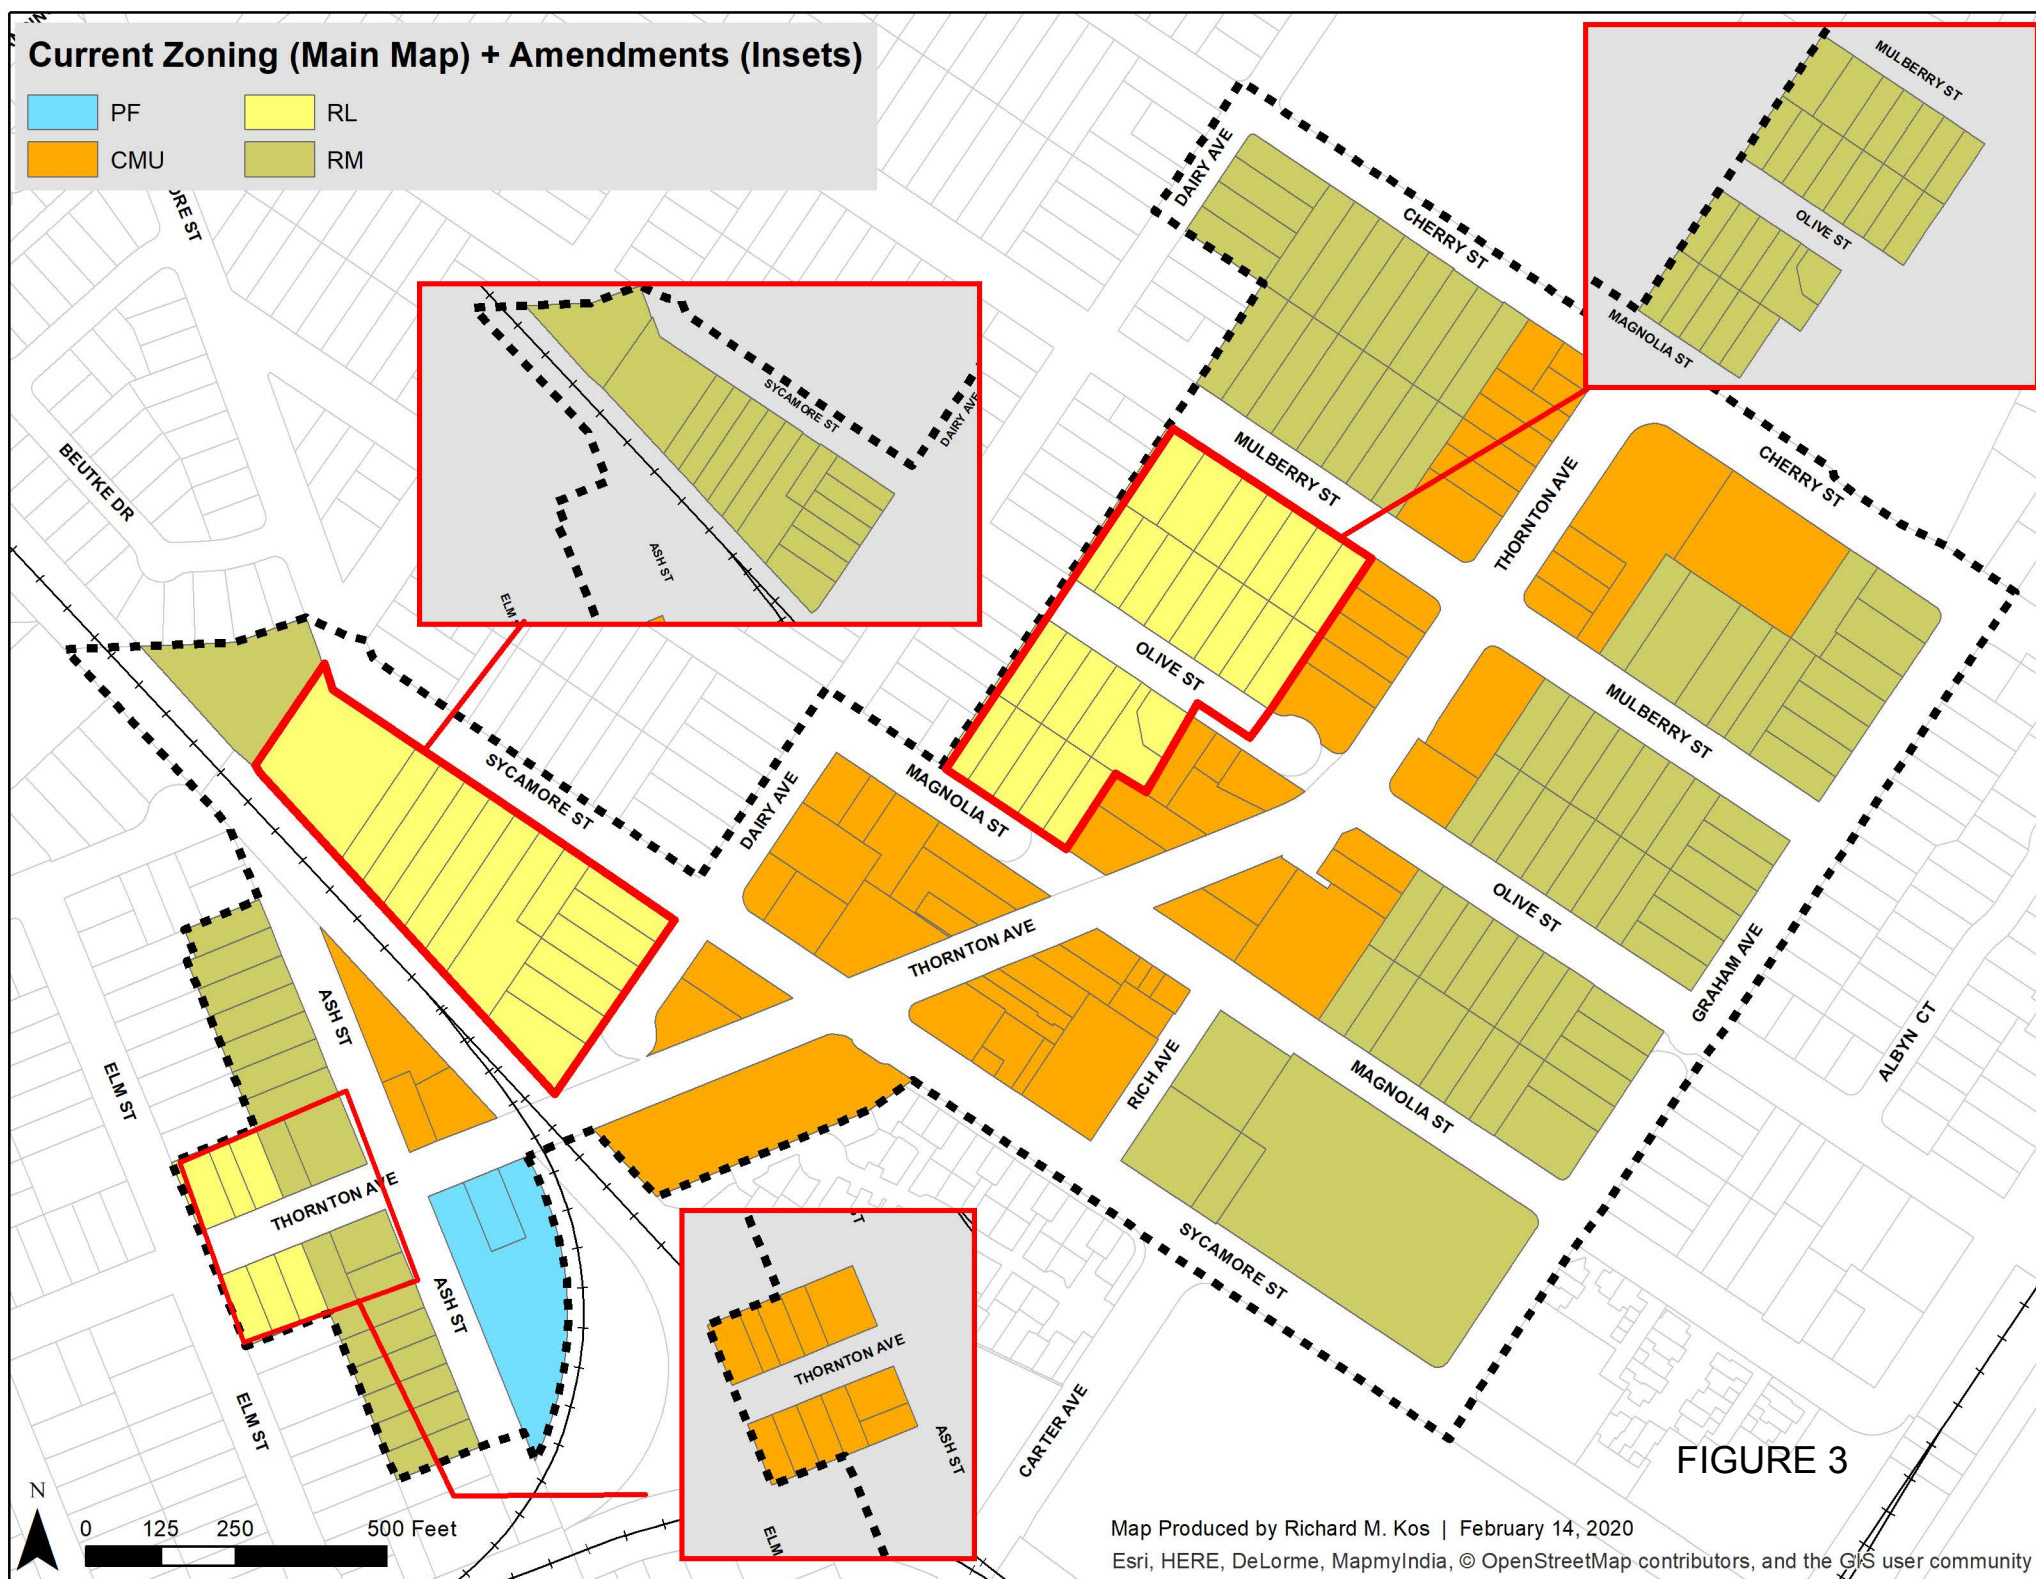 Current Zoning (Main Map) + Amendments (Insets)
PF
RL
CMU
RM
MULBERRY ST
OLIVE ST
MAGNOLIA ST
DAIRY AVE
CHERRY ST
ORE ST
SYCAMORE ST
DAIRY AVE
ASH ST
ELM
BEUTKE DR
MULBERRY ST
THORNTON AVE
CHERRY ST
OLIVE ST
MULBERRY ST
SYCAMORE ST
DAIRY AVE
MAGNOLIA ST
OLIVE ST
THORNTON AVE
GRAHAM AVE
ASH ST
ELM ST
RICH AVE
MAGNOLIA ST
ALBYN CT
THORNTON AVE
SYCAMORE ST
ASH ST
ELM ST
CT
THORNTON AVE
ASH ST
ELM
CARTER AVE
FIGURE 3
N
0 125 250 500 Feet
Map Produced by Richard M. Kos | February 14, 2020
Esri, HERE, DeLorme, MapmyIndia, © OpenStreetMap contributors, and the GIS user community